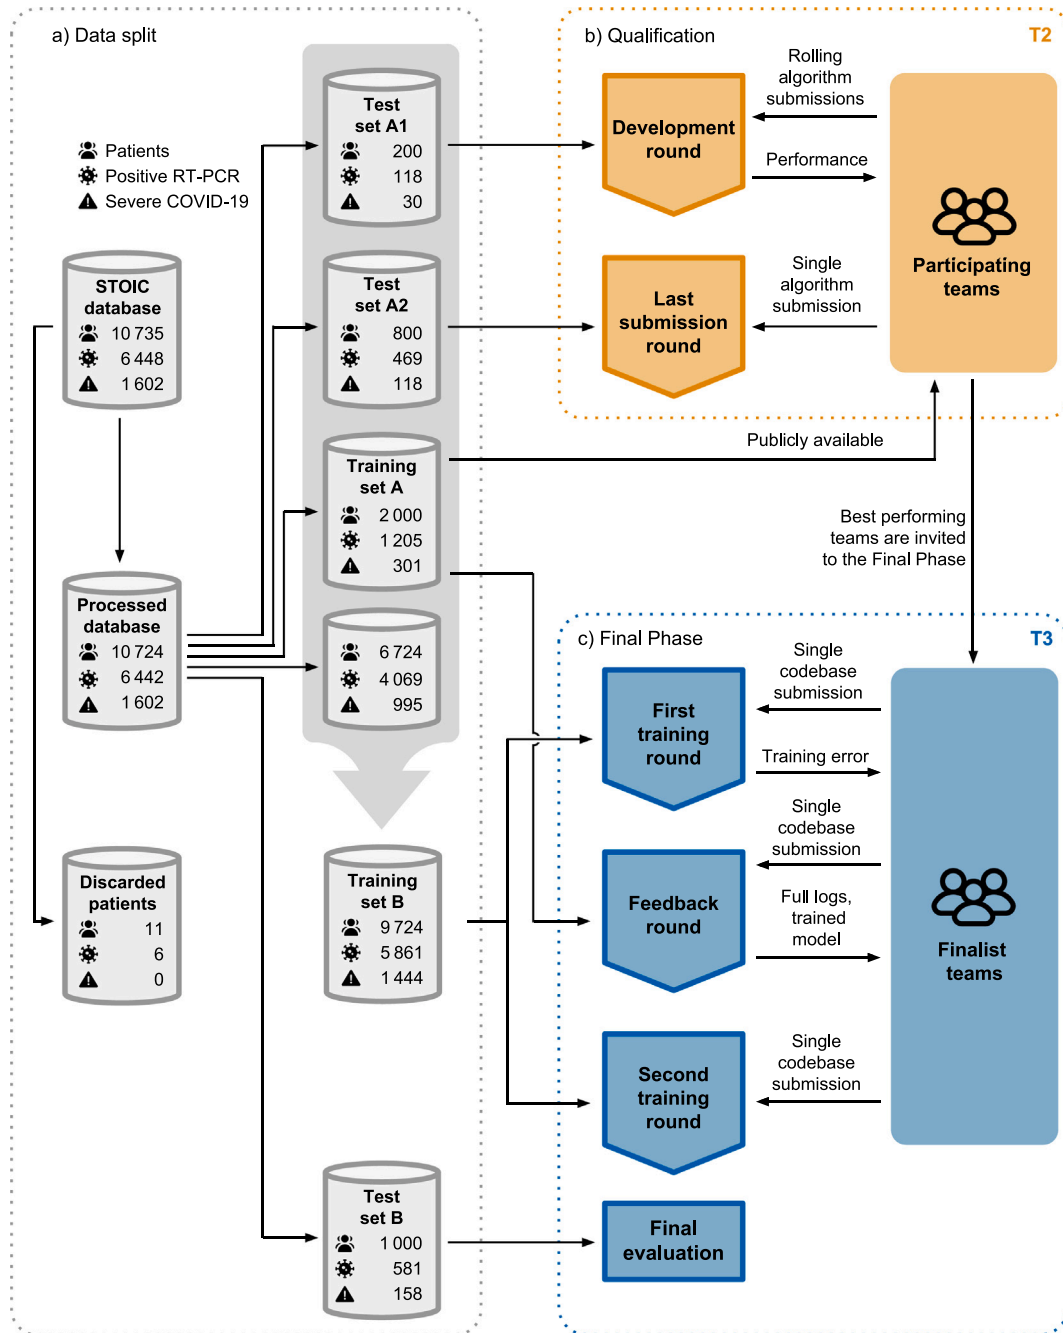 a) Data split
Patients
Positive RT-PCR
Severe COVID-19
STOIC
database
10 735
6 448
1 602
Processed
database
10 724
6 442
1 602
Discarded
patients
11
6
0
Test
set A1
200
118
30
Test
set A2
800
469
118
Training
set A
2 000
1 205
301
6 724
4 069
995
Training
set B
9 724
5 861
1 444
Test
set B
1 000
581
158
b) Qualification
T2
Development
round
Rolling
algorithm
submissions
Performance
Last
submission
round
Single
algorithm
submission
Participating
teams
Publicly available
Best performing
teams are invited
to the Final Phase
c) Final Phase
T3
First
training
round
Single
codebase
submission
Training error
Feedback
round
Single
codebase
submission
Full logs,
trained
model
Second
training
round
Single
codebase
submission
Finalist
teams
Final
evaluation